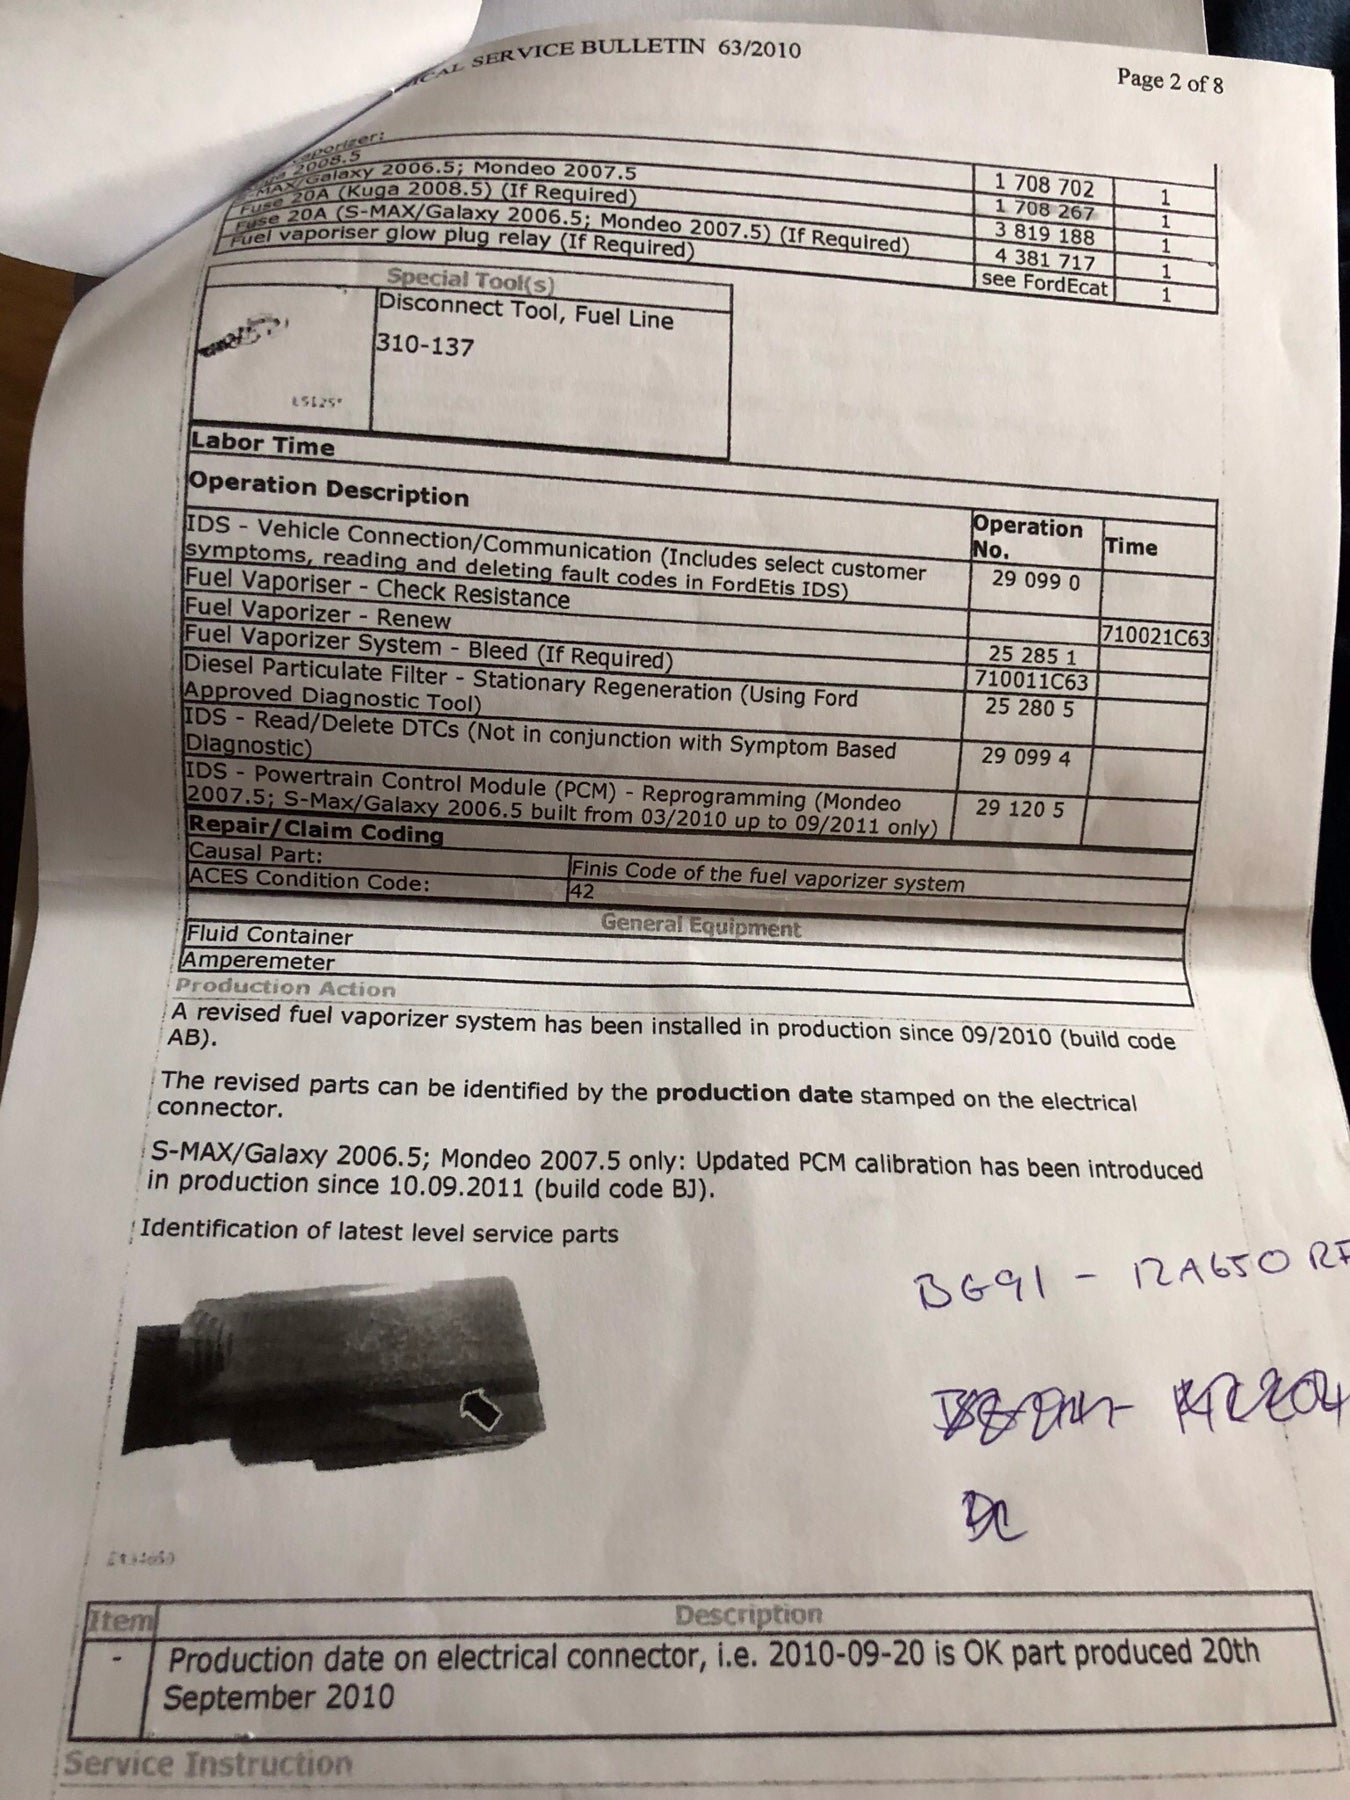 SERVICE BULLETIN 63/2010
Page 2 of 8
2008.5
1 708 702
1
Galaxy 2006.5; Mondeo 2007.5
1 708 267
1
Fuse 20A (Kuga 2008.5) (If Required)
3 819 188
1
Fuse 20A (S-MAX/Galaxy 2006.5; Mondeo 2007.5) (If Required)
4 381 717
1
Fuel vaporiser glow plug relay (If Required)
see FordEcat
1
Special Tool(s)
Disconnect Tool, Fuel Line
310-137
Labor Time
Operation Description
Operation
No.
Time
IDS - Vehicle Connection/Communication (Includes select customer
symptoms, reading and deleting fault codes in FordEtis IDS)
29 099 0
Fuel Vaporiser - Check Resistance
710021C63
Fuel Vaporizer - Renew
25 285 1
Fuel Vaporizer System - Bleed (If Required)
710011C63
Diesel Particulate Filter - Stationary Regeneration (Using Ford
Approved Diagnostic Tool)
25 280 5
IDS - Read/Delete DTCs (Not in conjunction with Symptom Based
Diagnostic)
29 099 4
IDS - Powertrain Control Module (PCM) - Reprogramming (Mondeo
2007.5; S-Max/Galaxy 2006.5 built from 03/2010 up to 09/2011 only)
29 120 5
Repair/Claim Coding
Causal Part:
Finis Code of the fuel vaporizer system
ACES Condition Code:
42
General Equipment
Fluid Container
Amperemeter
Production Action
A revised fuel vaporizer system has been installed in production since 09/2010 (build code
AB).
The revised parts can be identified by the production date stamped on the electrical
connector.
S-MAX/Galaxy 2006.5; Mondeo 2007.5 only: Updated PCM calibration has been introduced
in production since 10.09.2011 (build code BJ).
Identification of latest level service parts
BG91 - 12A650
DC
Item
Description
-
Production date on electrical connector, i.e. 2010-09-20 is OK part produced 20th
September 2010
Service Instruction